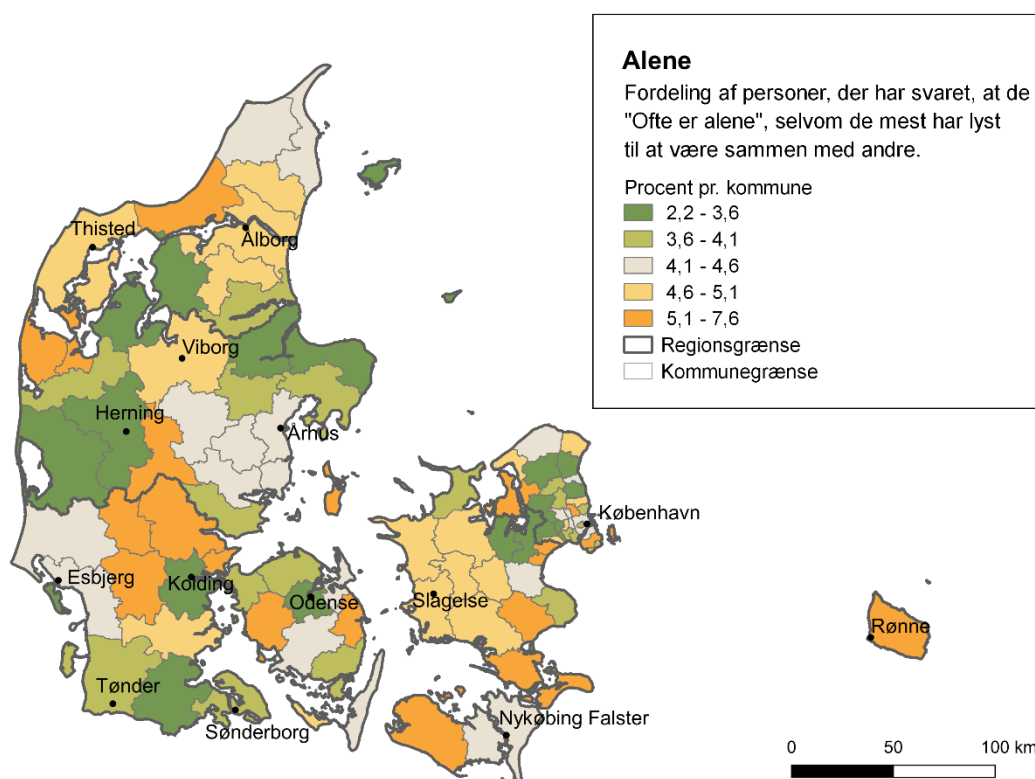 Alene
Fordeling af personer, der har svaret, at de
"Ofte er alene", selvom de mest har lyst
til at være sammen med andre.
Procent pr. kommune
2,2 - 3,6
3,6 - 4,1
4,1 - 4,6
4,6 - 5,1
5,1 - 7,6
Regionsgrænse
Kommunegrænse
Thisted
Ålborg
Viborg
Herning
Århus
København
Esbjerg
Kolding
Odense
Slagelse
Rønne
Tønder
Sønderborg
Nykøbing Falster
0 50 100 km